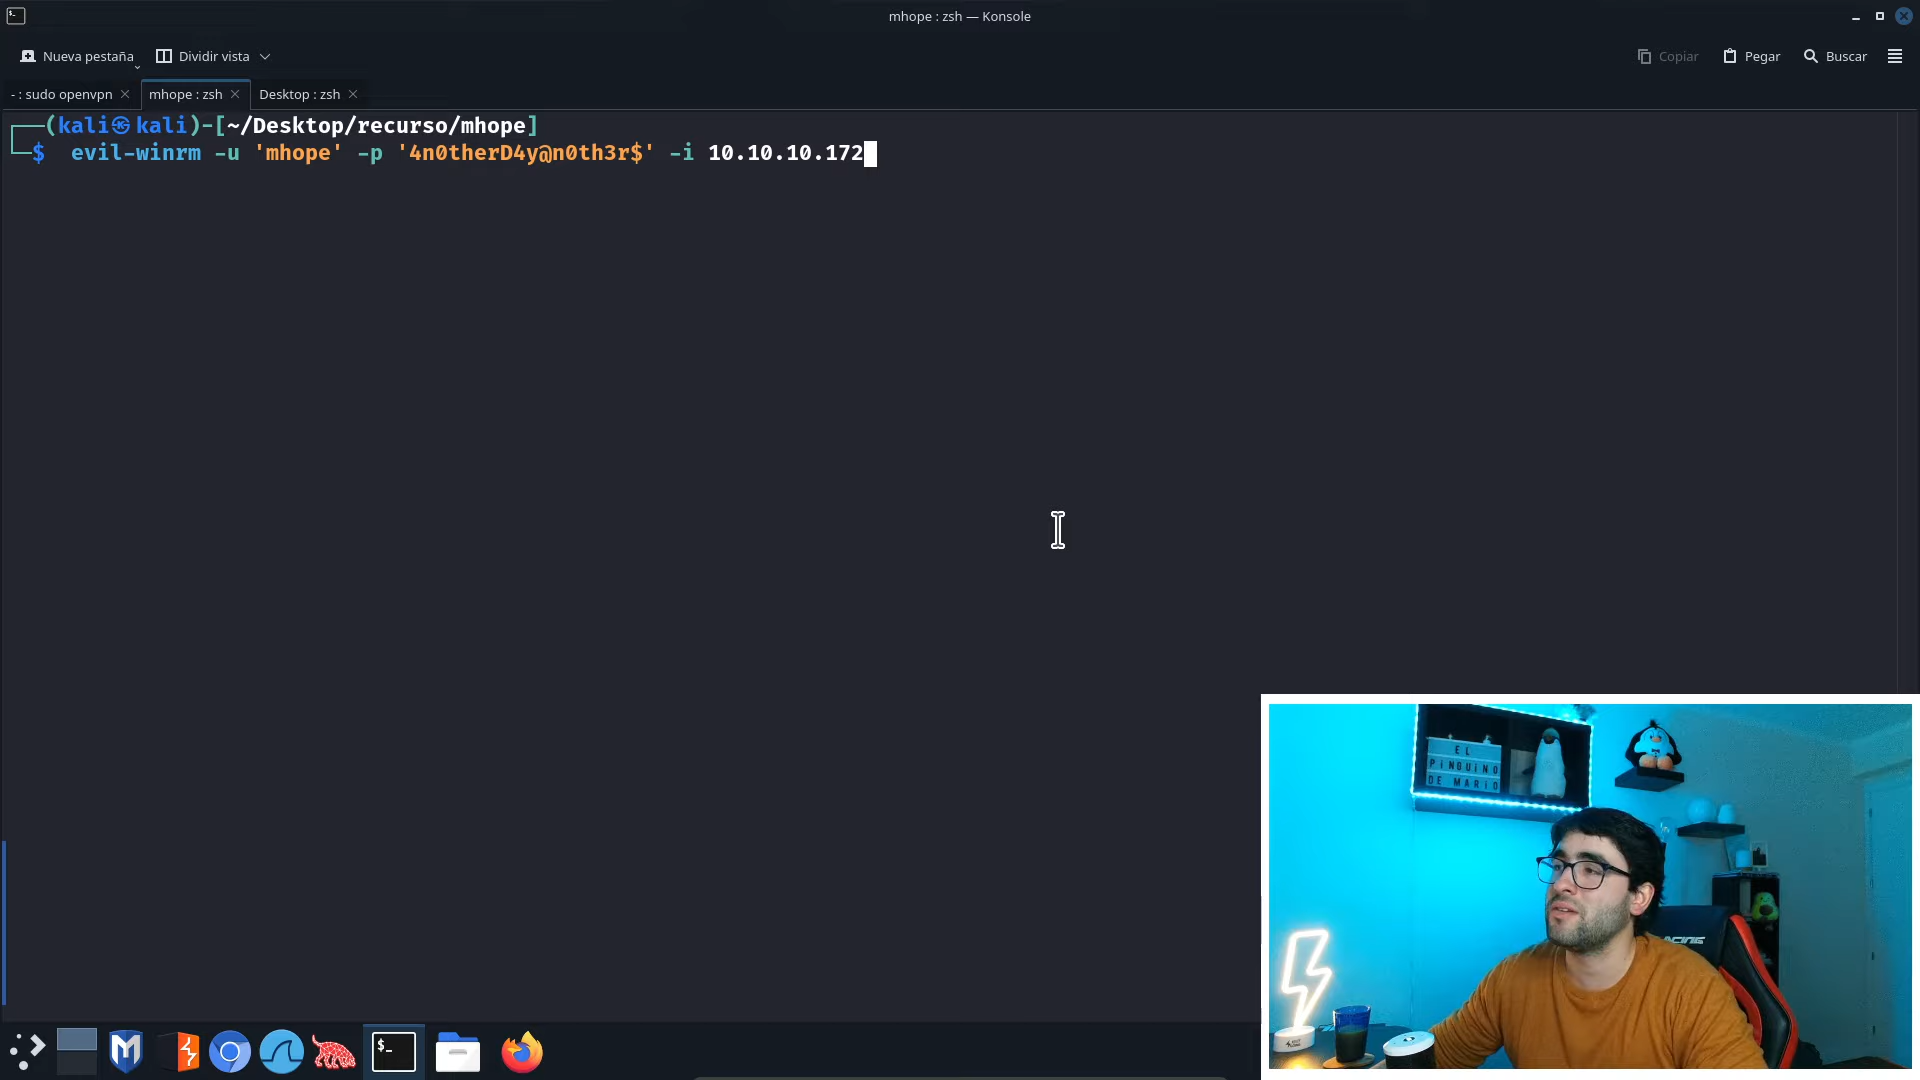 mhope : zsh — Konsole
Nueva pestaña
Dividir vista
Copiar
Pegar
Buscar
- : sudo openvpn
mhope : zsh
Desktop : zsh
(kali㉿kali)-[~/Desktop/recurso/mhope]
$ evil-winrm -u 'mhope' -p '4n0therD4y@n0th3r$' -i 10.10.10.172
EL
PINGUINO
DE MARIO